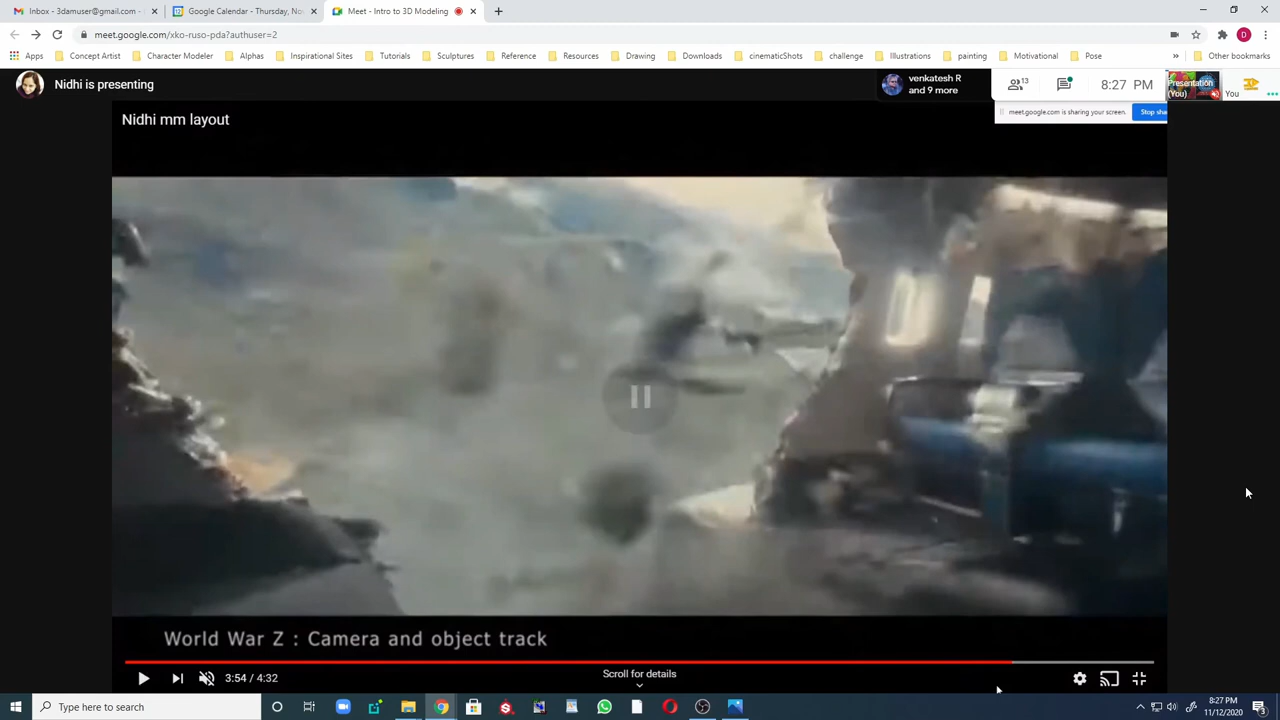 Inbox - 3damuser@gmail.com -
Google Calendar - Thursday, Nov
Meet - Intro to 3D Modeling
meet.google.com/xko-ruso-pda?authuser=2
Apps
Concept Artist
Character Modeler
Alphas
Inspirational Sites
Tutorials
Sculptures
Reference
Resources
Drawing
Downloads
cinematicShots
challenge
Illustrations
painting
Motivational
Pose
»
Other bookmarks
Nidhi is presenting
venkatesh R
and 9 more
13
8:27 PM
Presentation
(You)
You
meet.google.com is sharing your screen.
Stop sha
Nidhi mm layout
World War Z : Camera and object track
3:54 / 4:32
Scroll for details
Type here to search
8:27 PM
11/12/2020